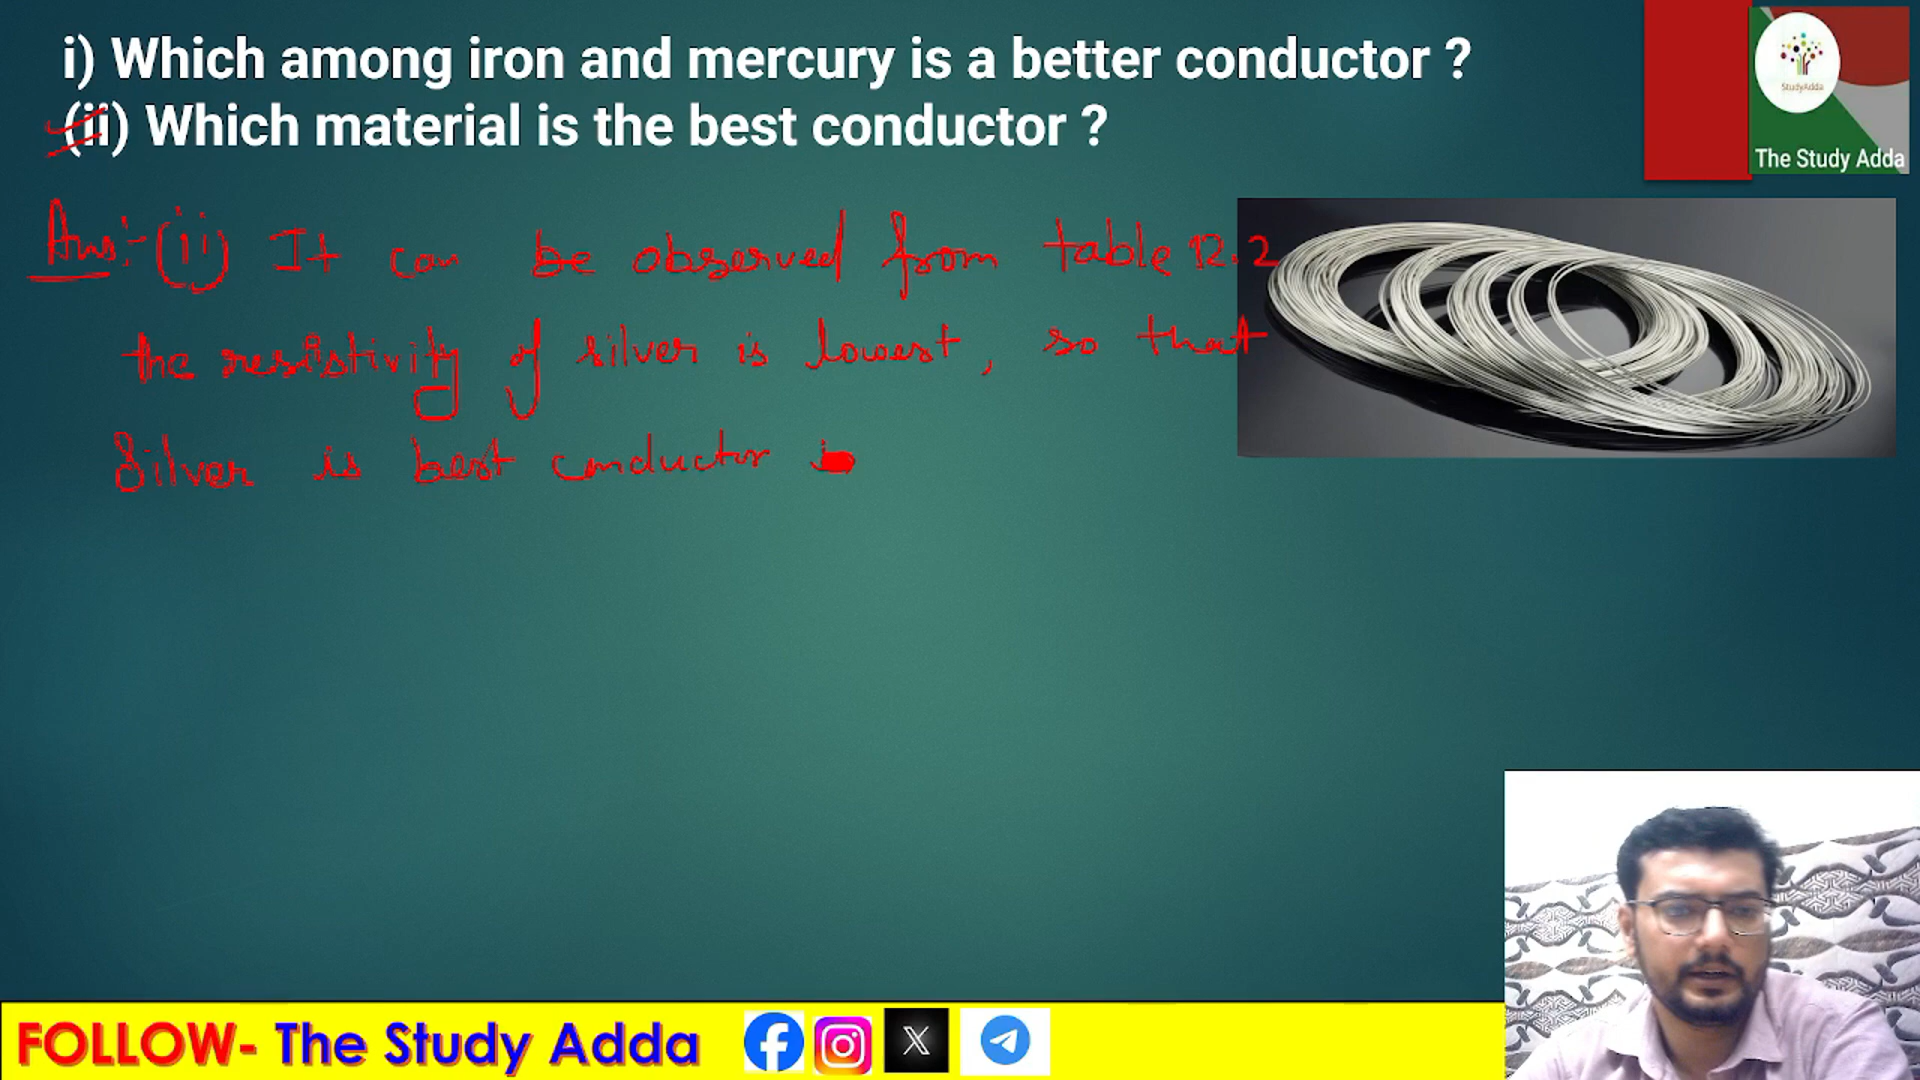 i) Which among iron and mercury is a better conductor ?
(ii) Which material is the best conductor ?
StudyAdda
The Study Adda
Ans:- (ii) It can be observed from table 12.2
the resistivity of silver is lowest, so that
Silver is best conductor
FOLLOW- The Study Adda